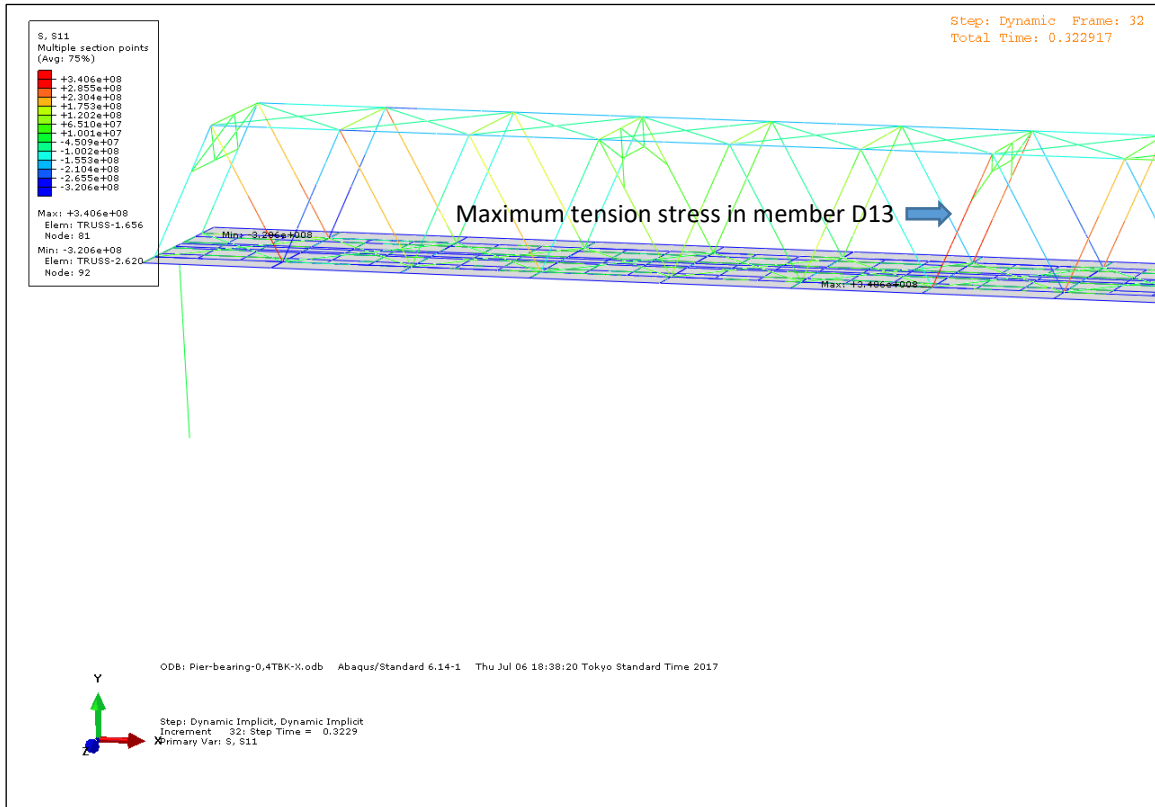 S, S11
Multiple section points
(Avg: 75%)
+3.406e+08
+2.855e+08
+2.304e+08
+1.753e+08
+1.202e+08
+6.510e+07
+1.001e+07
-4.509e+07
-1.002e+08
-1.553e+08
-2.104e+08
-2.655e+08
-3.206e+08
Max: +3.406e+08
Elem: TRUSS-1.656
Node: 81
Min: -3.206e+08
Elem: TRUSS-2.620
Node: 92
Step: Dynamic Frame: 32
Total Time: 0.322917
Maximum tension stress in member D13
Min: -3.206e+008
Max: +3.406e+008
ODB: Pier-bearing-0,4TBK-X.odb Abaqus/Standard 6.14-1 Thu Jul 06 18:38:20 Tokyo Standard Time 2017
Y
X
Z
Step: Dynamic Implicit, Dynamic Implicit
Increment 32: Step Time = 0.3229
Primary Var: S, S11